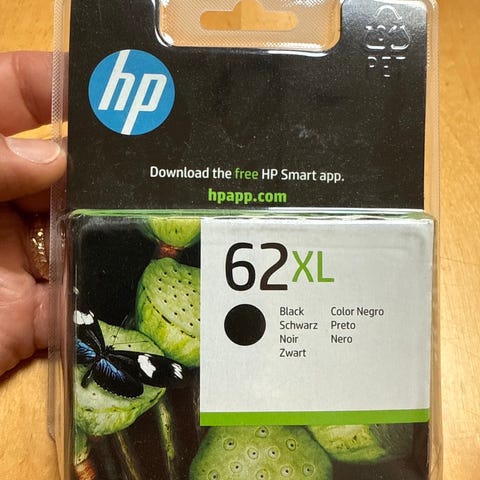 hp
PET
Download the free HP Smart app.
hpapp.com
62XL
Black Color Negro
Schwarz Preto
Noir Nero
Zwart